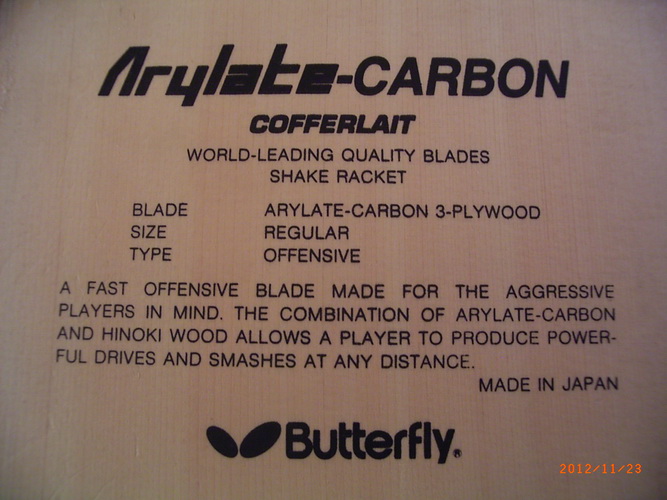 Arylate-CARBON
COFFERLAIT
WORLD-LEADING QUALITY BLADES
SHAKE RACKET
BLADE ARYLATE-CARBON 3-PLYWOOD
SIZE REGULAR
TYPE OFFENSIVE
A FAST OFFENSIVE BLADE MADE FOR THE AGGRESSIVE
PLAYERS IN MIND. THE COMBINATION OF ARYLATE-CARBON
AND HINOKI WOOD ALLOWS A PLAYER TO PRODUCE POWER-
FUL DRIVES AND SMASHES AT ANY DISTANCE.
MADE IN JAPAN
Butterfly®
2012/11/23